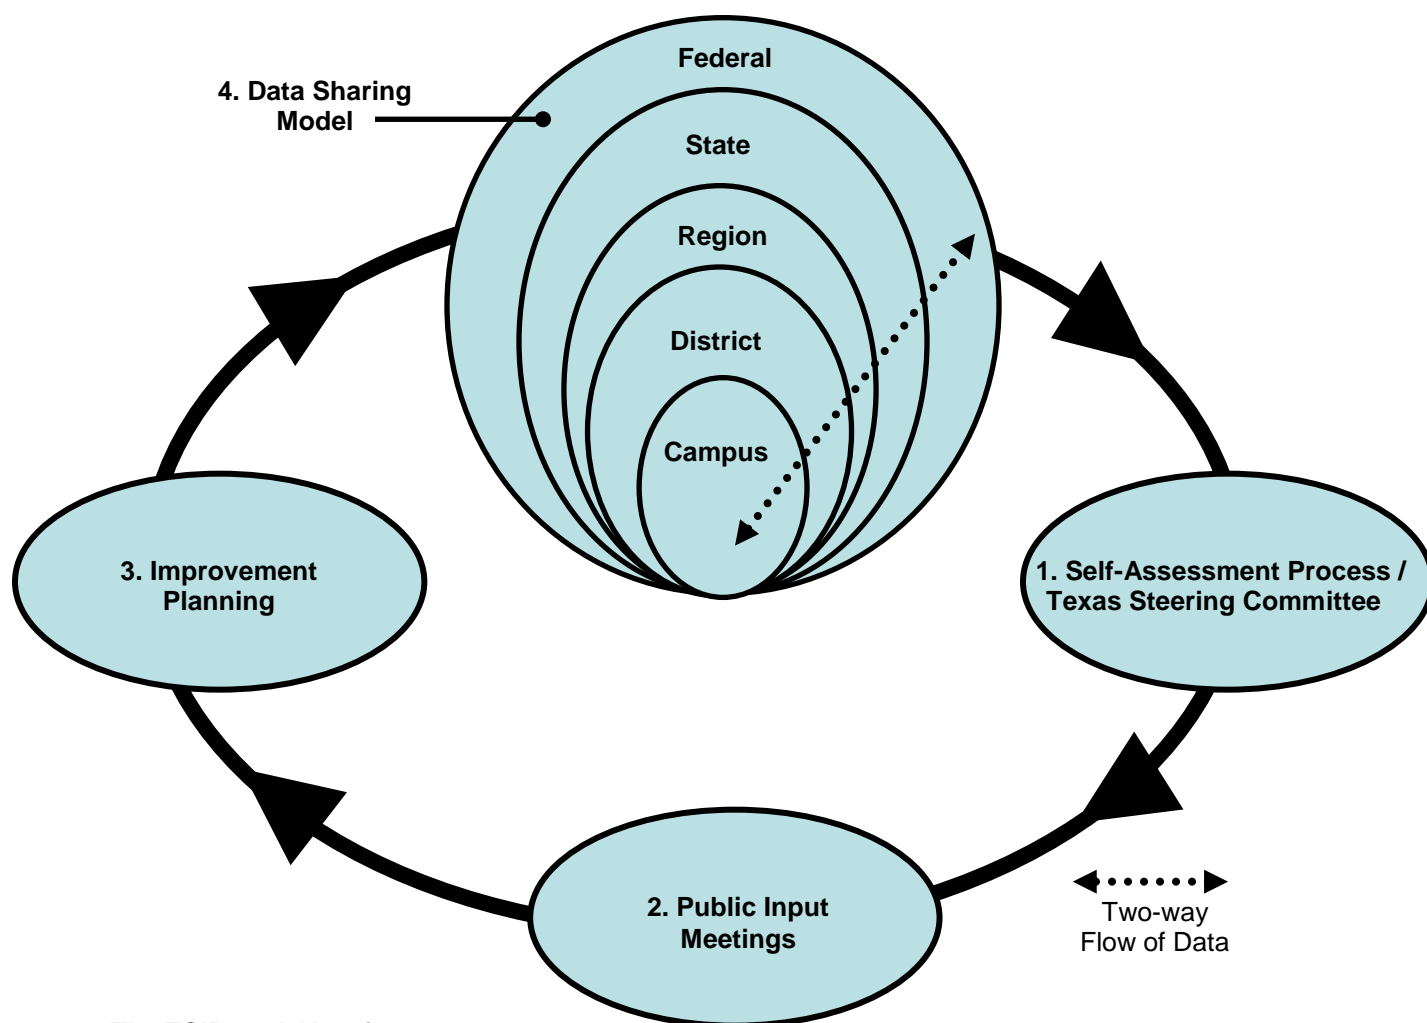 Federal
4. Data Sharing
Model
State
Region
District
Campus
3. Improvement
Planning
1. Self-Assessment Process /
Texas Steering Committee
2. Public Input
Meetings
Two-way
Flow of Data